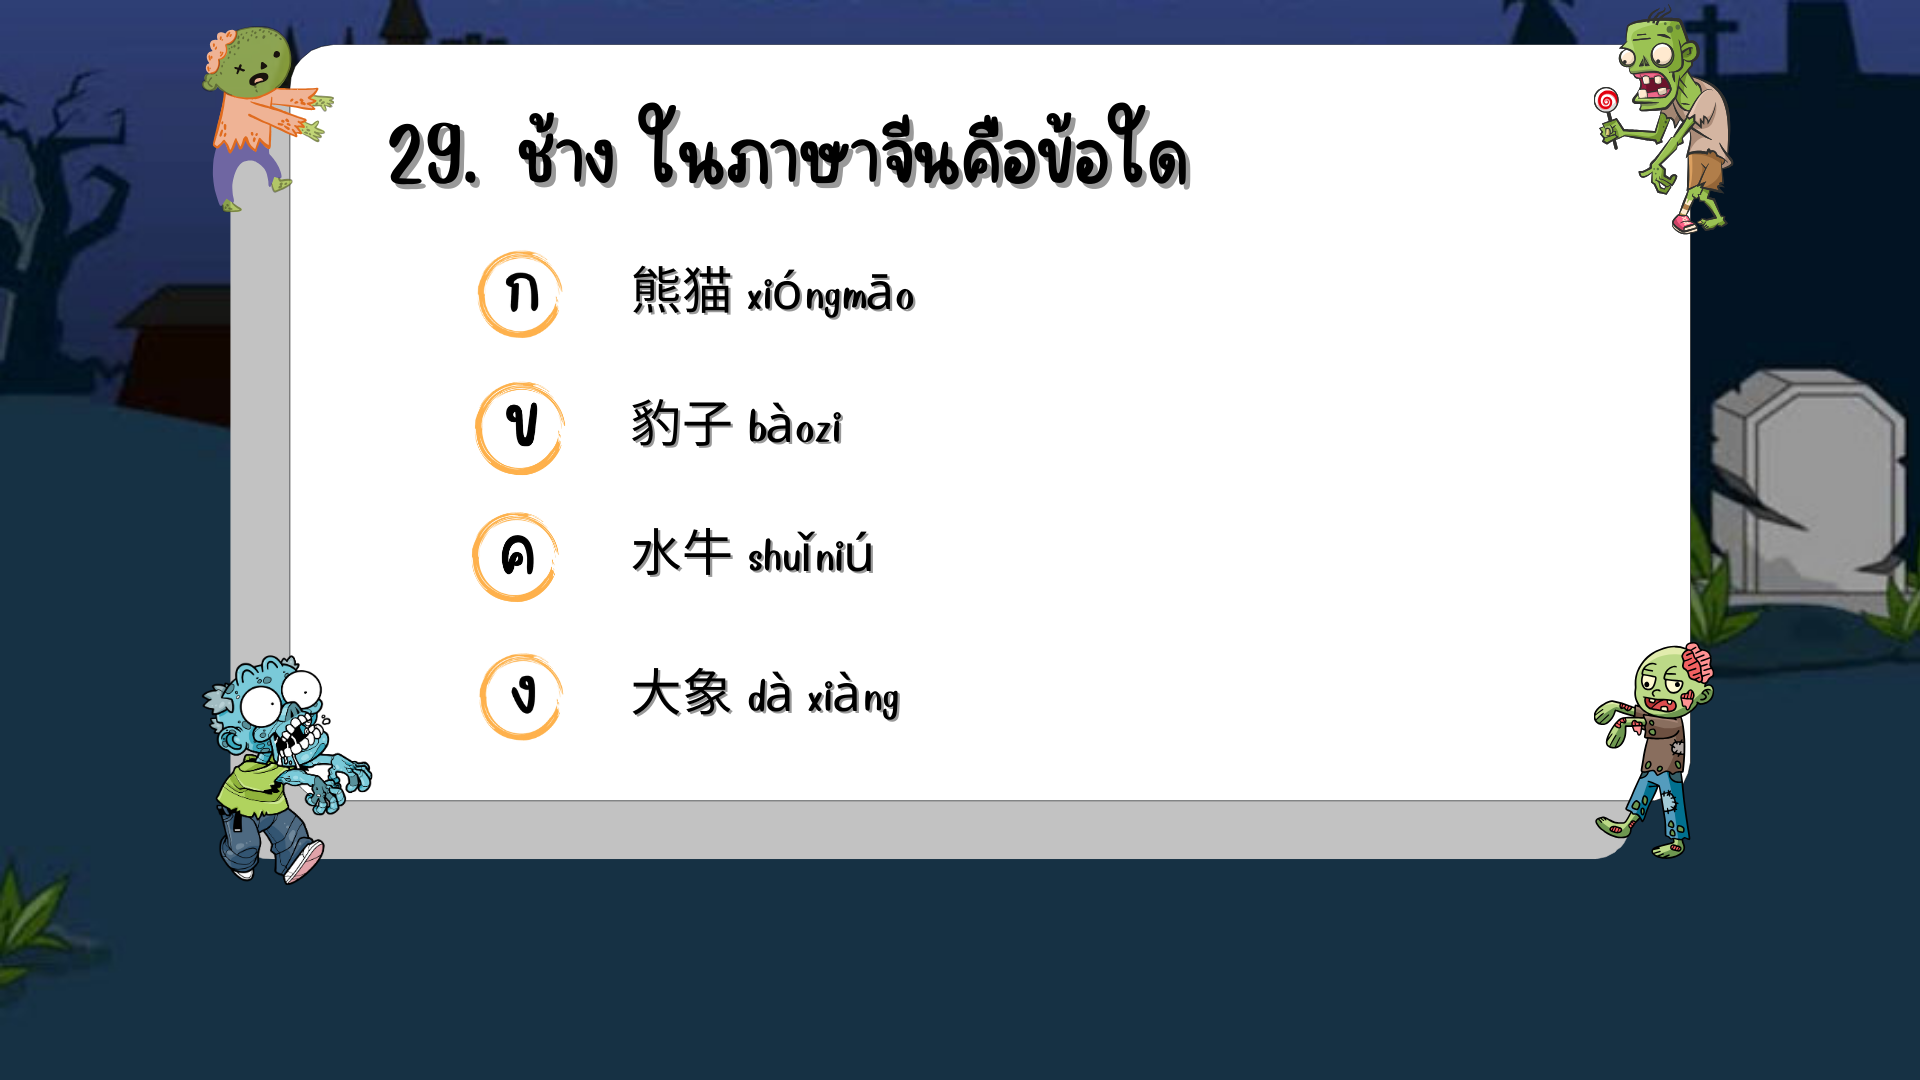 29. ช้าง ในภาษาจีนคือข้อใด
ก 熊猫 xióngmāo
ข 豹子 bàozi
ค 水牛 shuǐniú
ง 大象 dà xiàng